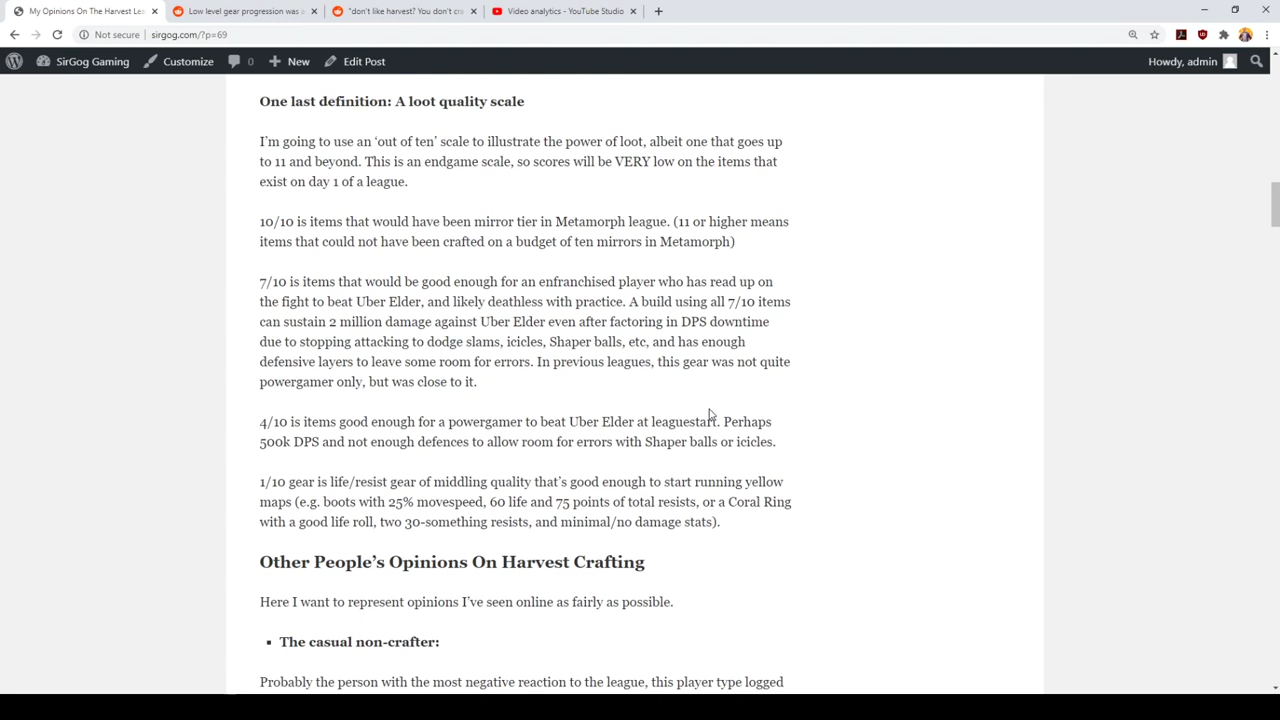 My Opinions On The Harvest Lea
Low level gear progression was a
"don't like harvest? You don't cra
Video analytics - YouTube Studio
Not secure | sirgog.com/?p=69
SirGog Gaming
Customize
0
New
Edit Post
Howdy, admin
One last definition: A loot quality scale
I'm going to use an 'out of ten' scale to illustrate the power of loot, albeit one that goes up
to 11 and beyond. This is an endgame scale, so scores will be VERY low on the items that
exist on day 1 of a league.
10/10 is items that would have been mirror tier in Metamorph league. (11 or higher means
items that could not have been crafted on a budget of ten mirrors in Metamorph)
7/10 is items that would be good enough for an enfranchised player who has read up on
the fight to beat Uber Elder, and likely deathless with practice. A build using all 7/10 items
can sustain 2 million damage against Uber Elder even after factoring in DPS downtime
due to stopping attacking to dodge slams, icicles, Shaper balls, etc, and has enough
defensive layers to leave some room for errors. In previous leagues, this gear was not quite
powergamer only, but was close to it.
4/10 is items good enough for a powergamer to beat Uber Elder at leaguestart. Perhaps
500k DPS and not enough defences to allow room for errors with Shaper balls or icicles.
1/10 gear is life/resist gear of middling quality that's good enough to start running yellow
maps (e.g. boots with 25% movespeed, 60 life and 75 points of total resists, or a Coral Ring
with a good life roll, two 30-something resists, and minimal/no damage stats).
Other People's Opinions On Harvest Crafting
Here I want to represent opinions I've seen online as fairly as possible.
▪ The casual non-crafter:
Probably the person with the most negative reaction to the league, this player type logged